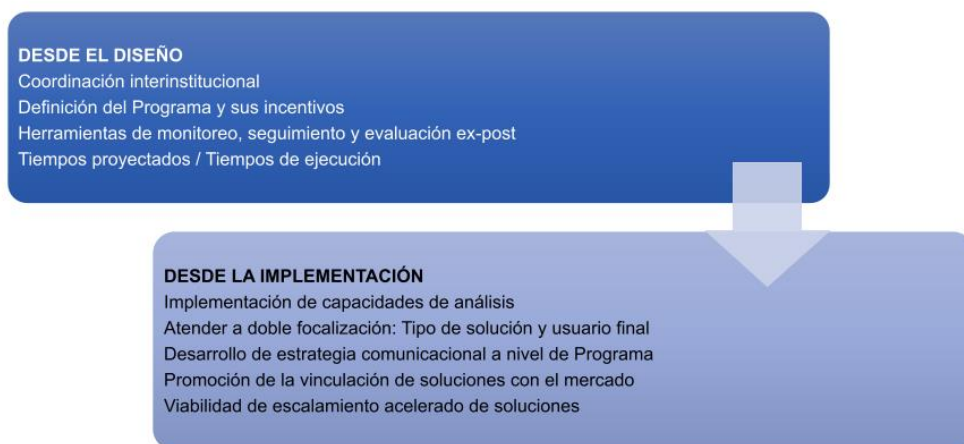 DESDE EL DISEÑO
Coordinación interinstitucional
Definición del Programa y sus incentivos
Herramientas de monitoreo, seguimiento y evaluación ex-post
Tiempos proyectados / Tiempos de ejecución
DESDE LA IMPLEMENTACIÓN
Implementación de capacidades de análisis
Atender a doble focalización: Tipo de solución y usuario final
Desarrollo de estrategia comunicacional a nivel de Programa
Promoción de la vinculación de soluciones con el mercado
Viabilidad de escalamiento acelerado de soluciones